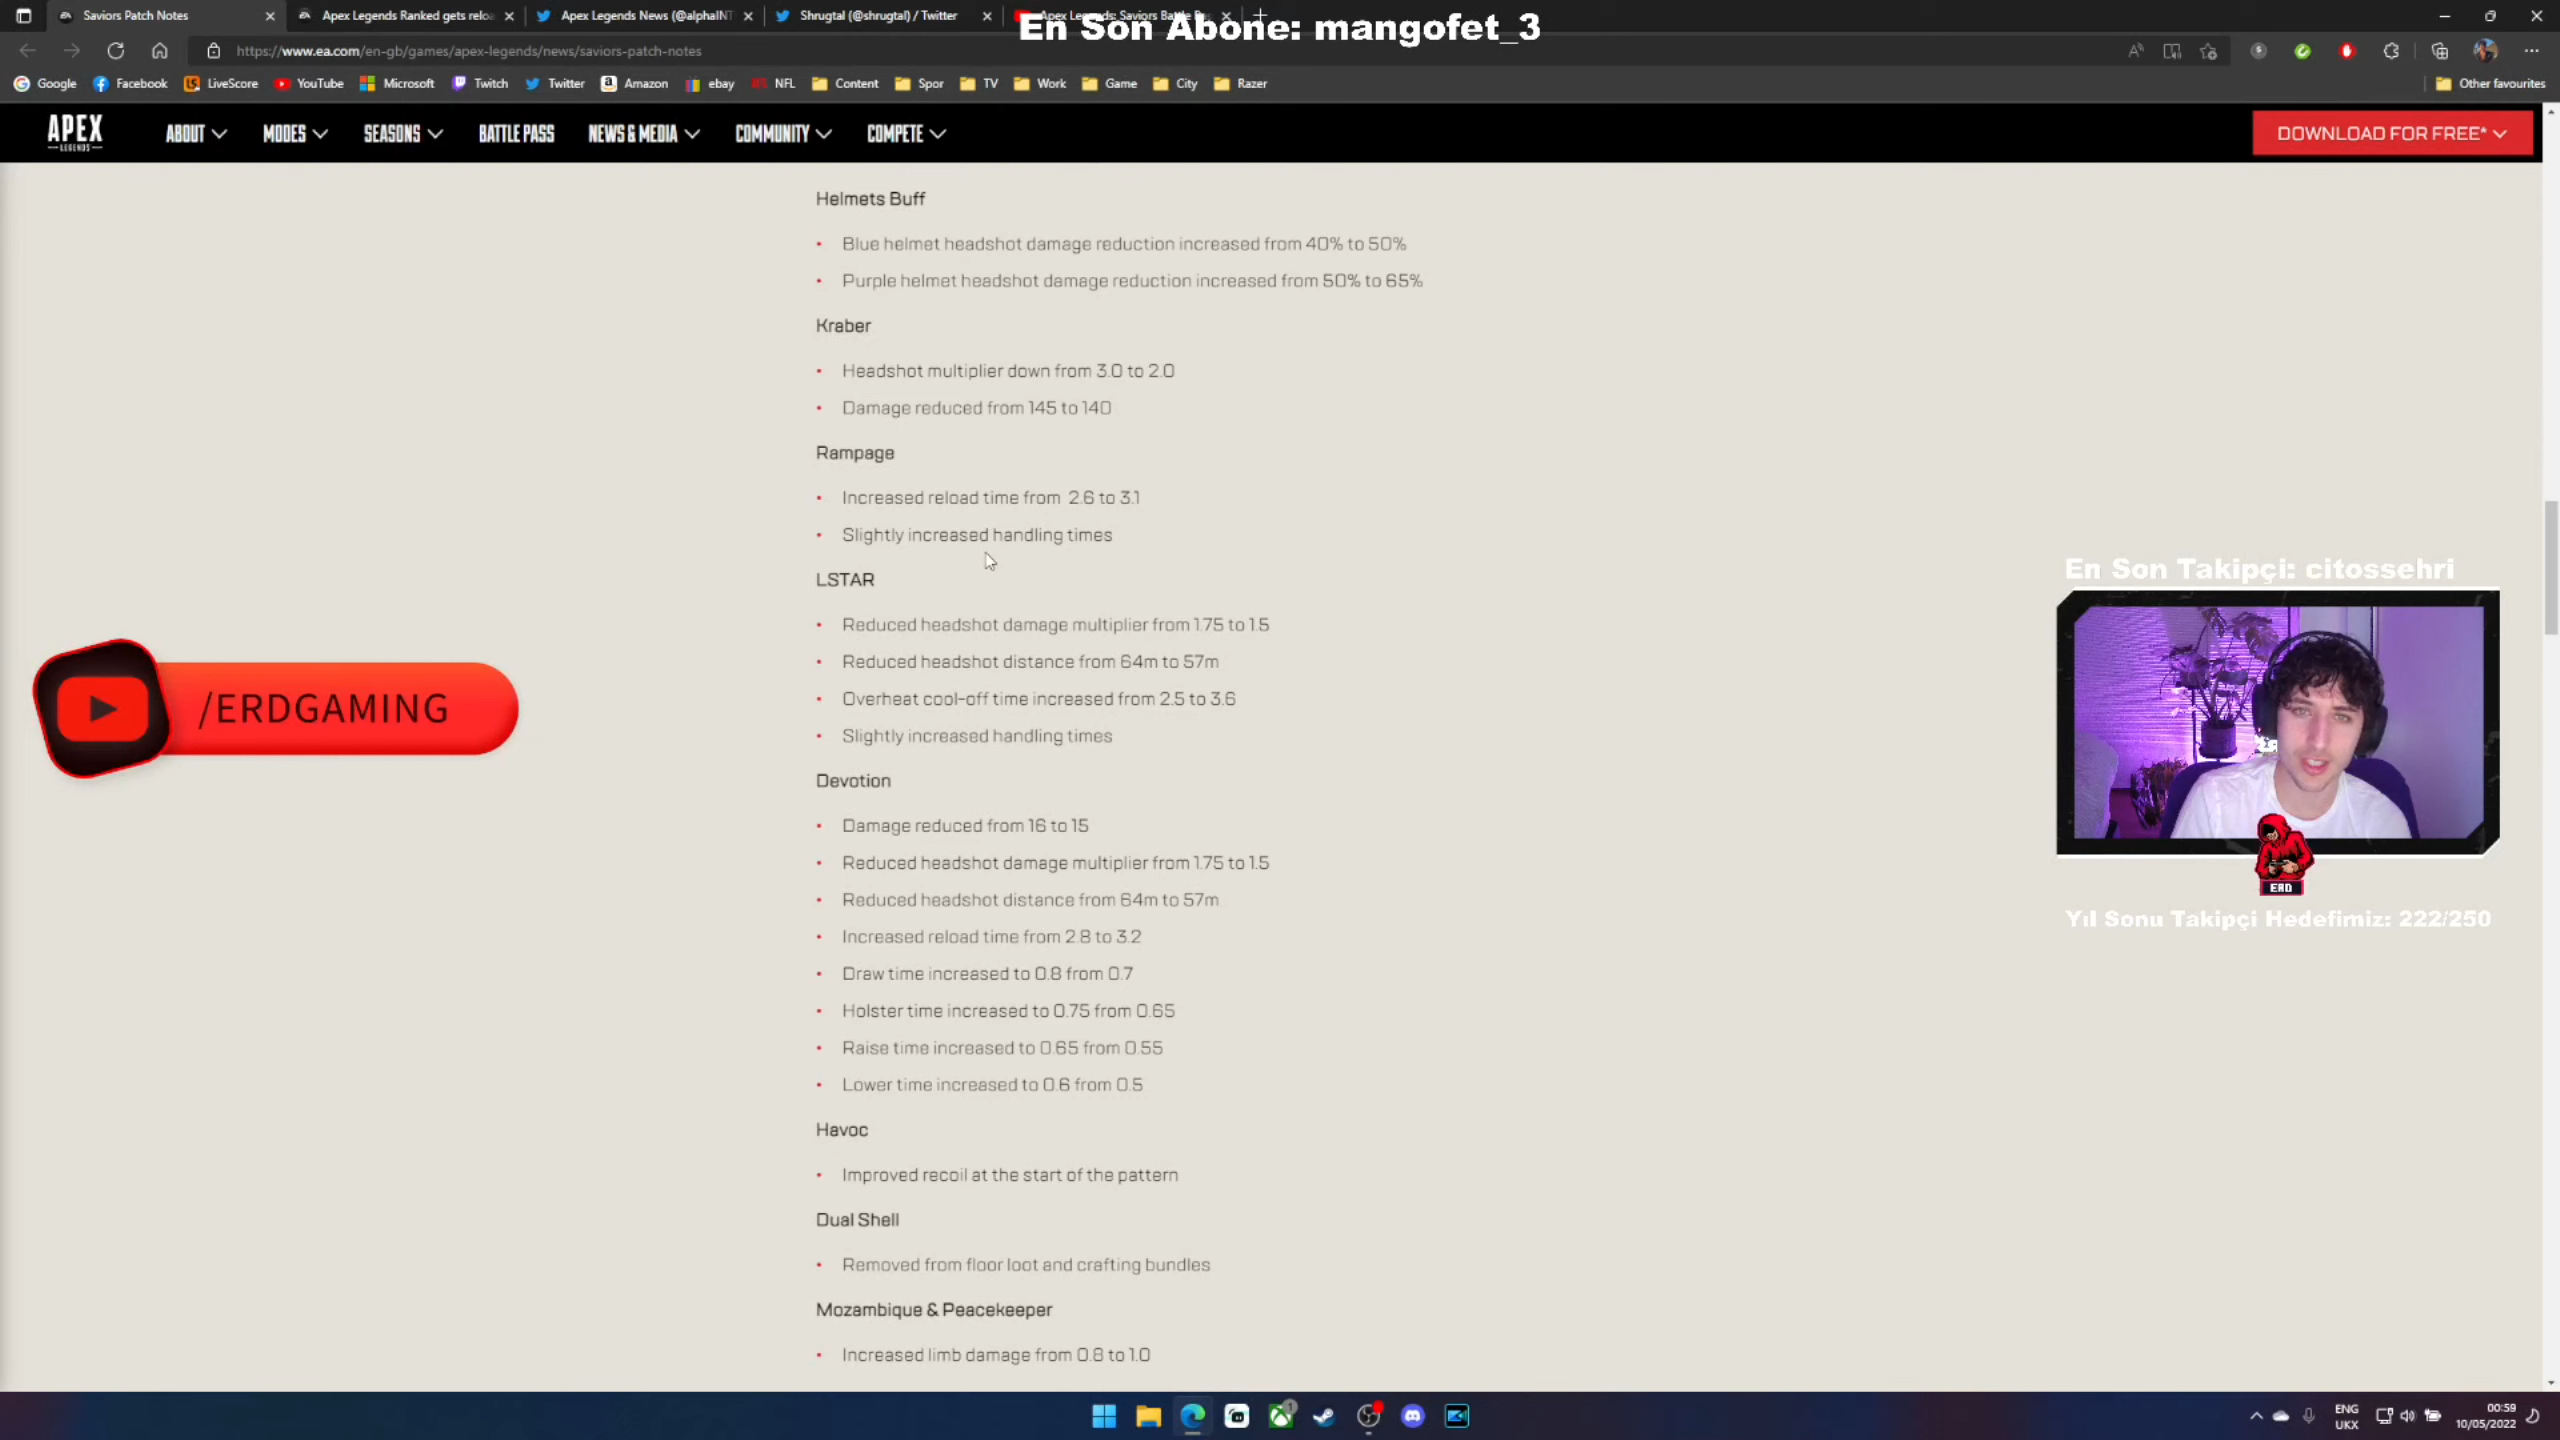 Saviors Patch Notes
Apex Legends Ranked gets relo
Apex Legends News (@alphaINT
Shrugtal (@shrugtal) / Twitter
Apex Legends: Saviors Battle Pa
En Son Abone: mangofet_3
https://www.ea.com/en-gb/games/apex-legends/news/saviors-patch-notes
Google Facebook LiveScore YouTube Microsoft Twitch Twitter Amazon ebay NFL Content Spor TV Work Game City Razer Other favourites
APEX LEGENDS
ABOUT MODES SEASONS BATTLE PASS NEWS & MEDIA COMMUNITY COMPETE DOWNLOAD FOR FREE*
Helmets Buff
• Blue helmet headshot damage reduction increased from 40% to 50%
• Purple helmet headshot damage reduction increased from 50% to 65%
Kraber
• Headshot multiplier down from 3.0 to 2.0
• Damage reduced from 145 to 140
Rampage
• Increased reload time from 2.6 to 3.1
• Slightly increased handling times
LSTAR
• Reduced headshot damage multiplier from 1.75 to 1.5
• Reduced headshot distance from 64m to 57m
• Overheat cool-off time increased from 2.5 to 3.6
• Slightly increased handling times
Devotion
• Damage reduced from 16 to 15
• Reduced headshot damage multiplier from 1.75 to 1.5
• Reduced headshot distance from 64m to 57m
• Increased reload time from 2.8 to 3.2
• Draw time increased to 0.8 from 0.7
• Holster time increased to 0.75 from 0.65
• Raise time increased to 0.65 from 0.55
• Lower time increased to 0.6 from 0.5
Havoc
• Improved recoil at the start of the pattern
Dual Shell
• Removed from floor loot and crafting bundles
Mozambique & Peacekeeper
• Increased limb damage from 0.8 to 1.0
/ERDGAMING
En Son Takipçi: citossehri
ERD
Yıl Sonu Takipçi Hedefimiz: 222/250
ENG
UKX
00:59
10/05/2022